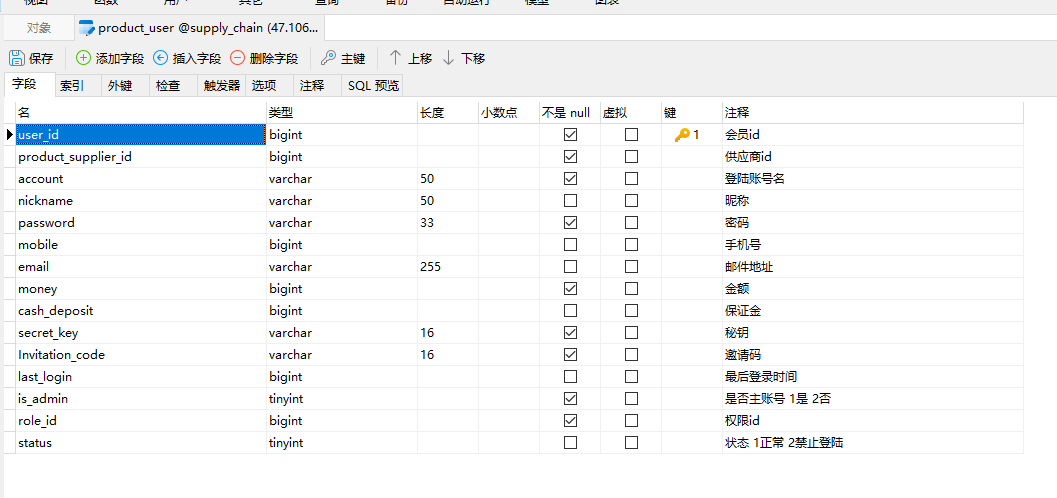 视图 函数 用户 其它 查询 备份 自动运行 模型 图表
对象 product_user @supply_chain (47.106...
保存 添加字段 插入字段 删除字段 主键 上移 下移
字段 索引 外键 检查 触发器 选项 注释 SQL 预览
名 类型 长度 小数点 不是 null 虚拟 键 注释
user_id bigint 1 会员id
product_supplier_id bigint 供应商id
account varchar 50 登陆账号名
nickname varchar 50 昵称
password varchar 33 密码
mobile bigint 手机号
email varchar 255 邮件地址
money bigint 金额
cash_deposit bigint 保证金
secret_key varchar 16 秘钥
Invitation_code varchar 16 邀请码
last_login bigint 最后登录时间
is_admin tinyint 是否主账号 1是 2否
role_id bigint 权限id
status tinyint 状态 1正常 2禁止登陆